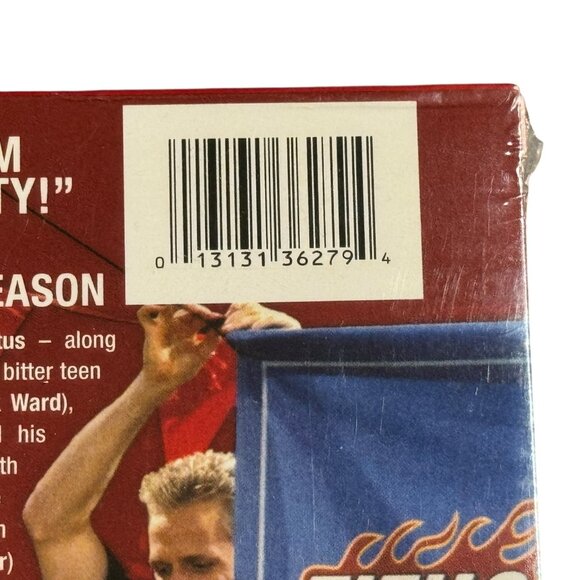 M
TY!”
EASON
tus – along
bitter teen
Ward),
his
th
r)
0 13131 36279 4